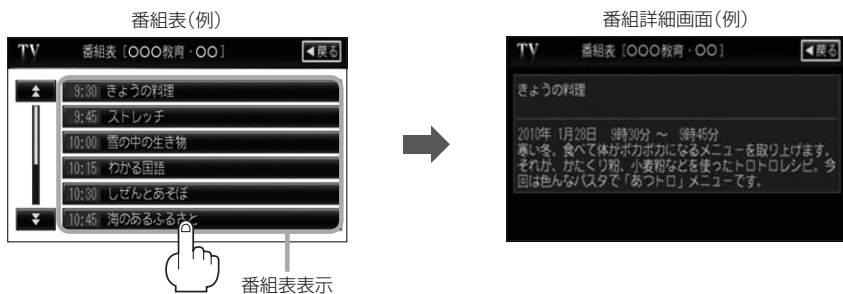 番組表(例)
TV 番組表［○○○教育・○○］ ◀戻る
9:30 きょうの料理
9:45 ストレッチ
10:00 雪の中の生き物
10:15 わかる国語
10:30 しぜんとあそぼ
10:45 海のあるふるさと
番組表表示
番組詳細画面(例)
TV 番組表［○○○教育・○○］ ◀戻る
きょうの料理
2010年 1月28日 9時30分 ～ 9時45分
寒い冬。食べて体がポカポカになるメニューを取り上げます。
それが、かたくり粉、小麦粉などを使ったトロトロレシピ。今
回は色んなパスタで「あつトロ」メニューです。